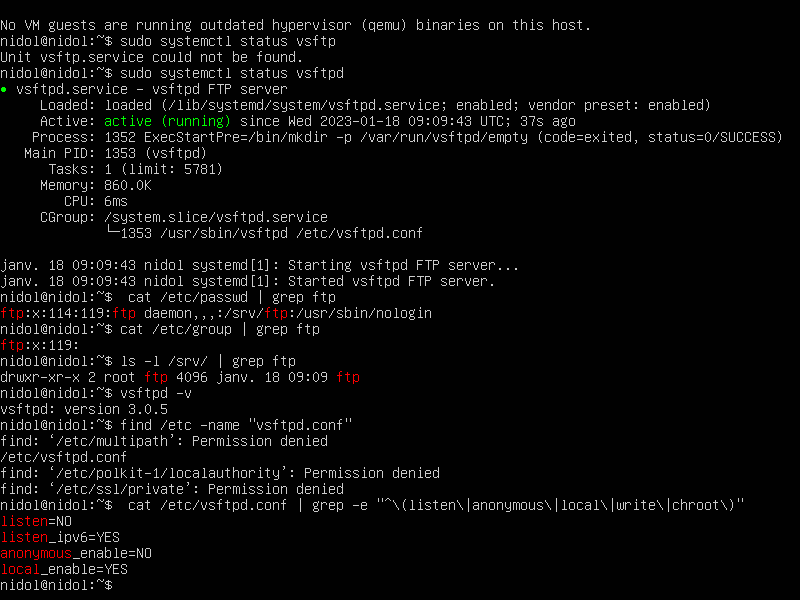 No VM guests are running outdated hypervisor (qemu) binaries on this host.
nidol@nidol:~$ sudo systemctl status vsftp
Unit vsftp.service could not be found.
nidol@nidol:~$ sudo systemctl status vsftpd
● vsftpd.service - vsftpd FTP server
     Loaded: loaded (/lib/systemd/system/vsftpd.service; enabled; vendor preset: enabled)
     Active: active (running) since Wed 2023-01-18 09:09:43 UTC; 37s ago
    Process: 1352 ExecStartPre=/bin/mkdir -p /var/run/vsftpd/empty (code=exited, status=0/SUCCESS)
   Main PID: 1353 (vsftpd)
      Tasks: 1 (limit: 5781)
     Memory: 860.0K
        CPU: 6ms
     CGroup: /system.slice/vsftpd.service
             └─1353 /usr/sbin/vsftpd /etc/vsftpd.conf
janv. 18 09:09:43 nidol systemd[1]: Starting vsftpd FTP server...
janv. 18 09:09:43 nidol systemd[1]: Started vsftpd FTP server.
nidol@nidol:~$  cat /etc/passwd | grep ftp
ftp:x:114:119:ftp daemon,,,:/srv/ftp:/usr/sbin/nologin
nidol@nidol:~$ cat /etc/group | grep ftp
ftp:x:119:
nidol@nidol:~$ ls -l /srv/ | grep ftp
drwxr-xr-x 2 root ftp 4096 janv. 18 09:09 ftp
nidol@nidol:~$ vsftpd -v
vsftpd: version 3.0.5
nidol@nidol:~$ find /etc -name "vsftpd.conf"
find: ‘/etc/multipath’: Permission denied
/etc/vsftpd.conf
find: ‘/etc/polkit-1/localauthority’: Permission denied
find: ‘/etc/ssl/private’: Permission denied
nidol@nidol:~$  cat /etc/vsftpd.conf | grep -e "^\(listen\|anonymous\|local\|write\|chroot\)"
listen=NO
listen_ipv6=YES
anonymous_enable=NO
local_enable=YES
nidol@nidol:~$